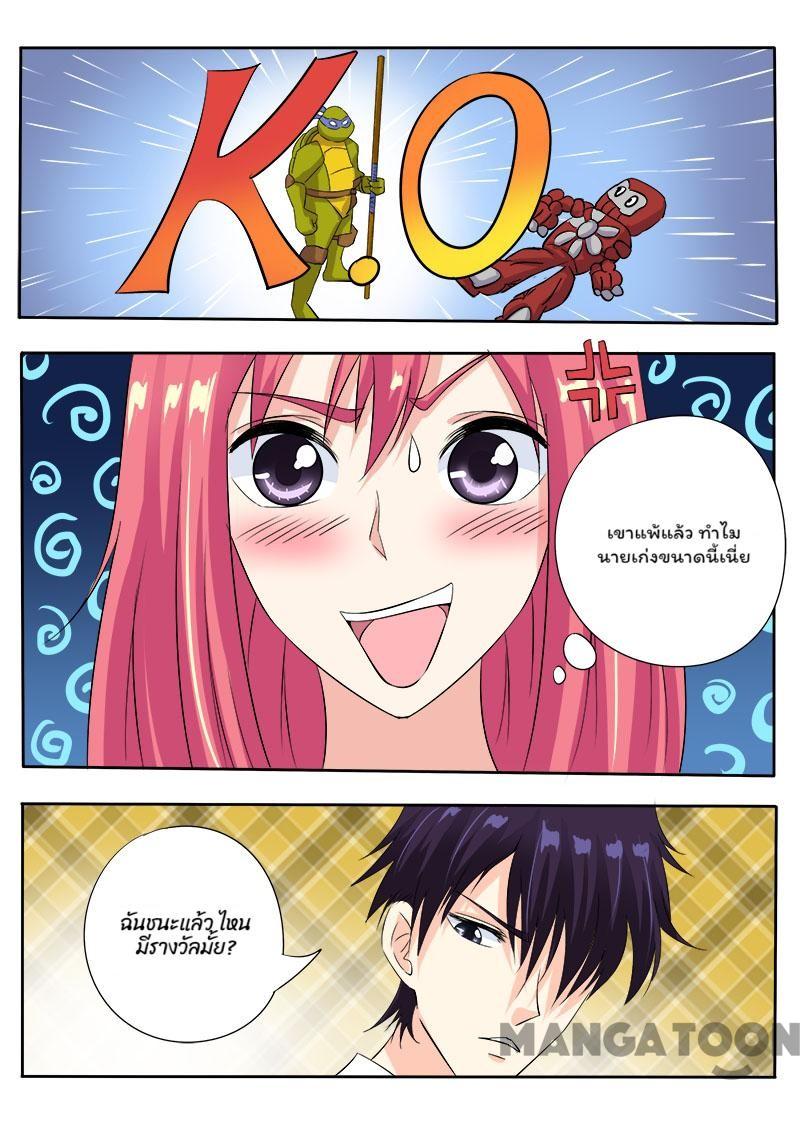 K.O
เขาแพ้แล้ว ทำไม
นายเก่งขนาดนี้เนี่ย
ฉันชนะแล้ว ไหน
มีรางวัลมั้ย?
MANGATOON